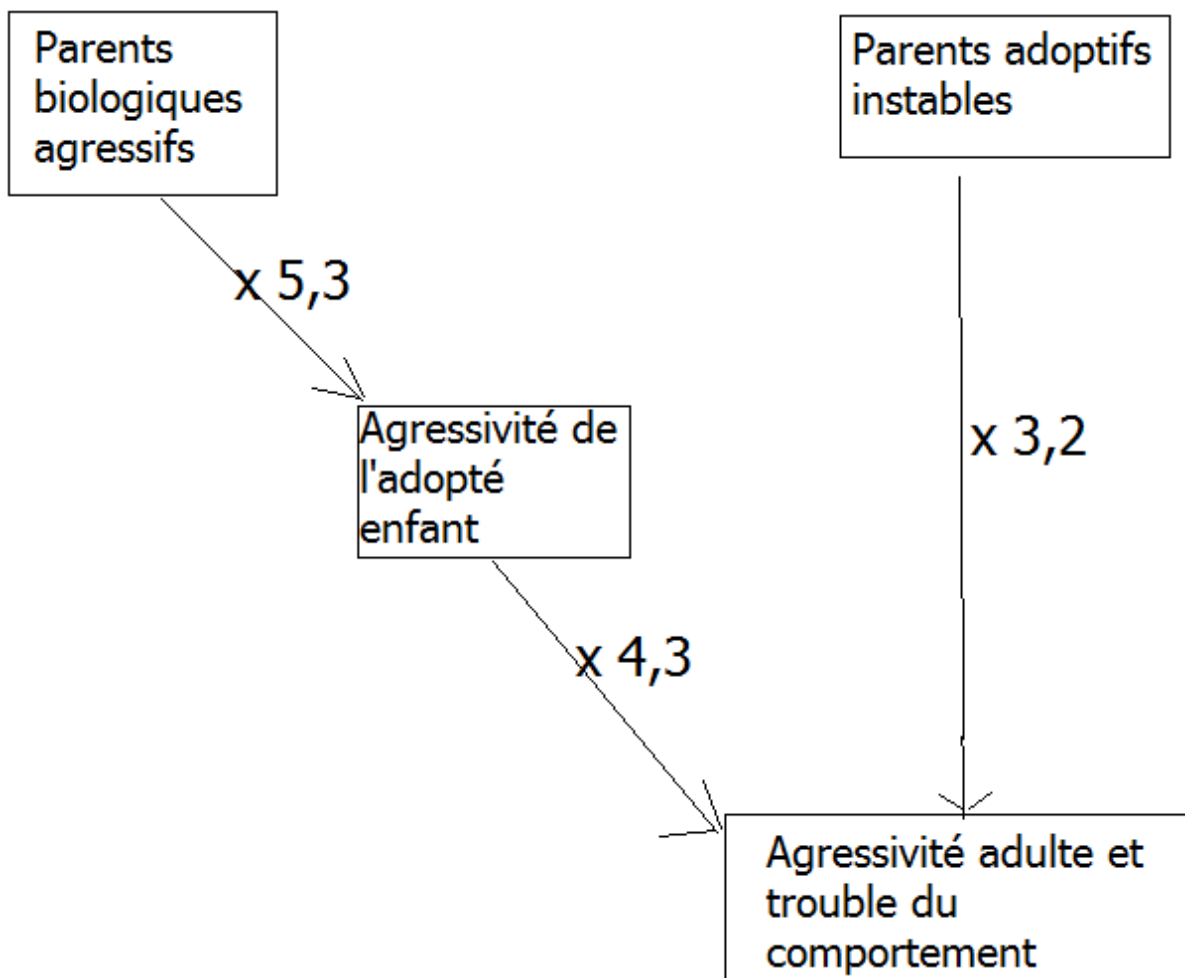 Parents
biologiques
agressifs
Parents adoptifs
instables
x 5,3
Agressivité de
l'adopté
enfant
x 3,2
x 4,3
Agressivité adulte et
trouble du
comportement